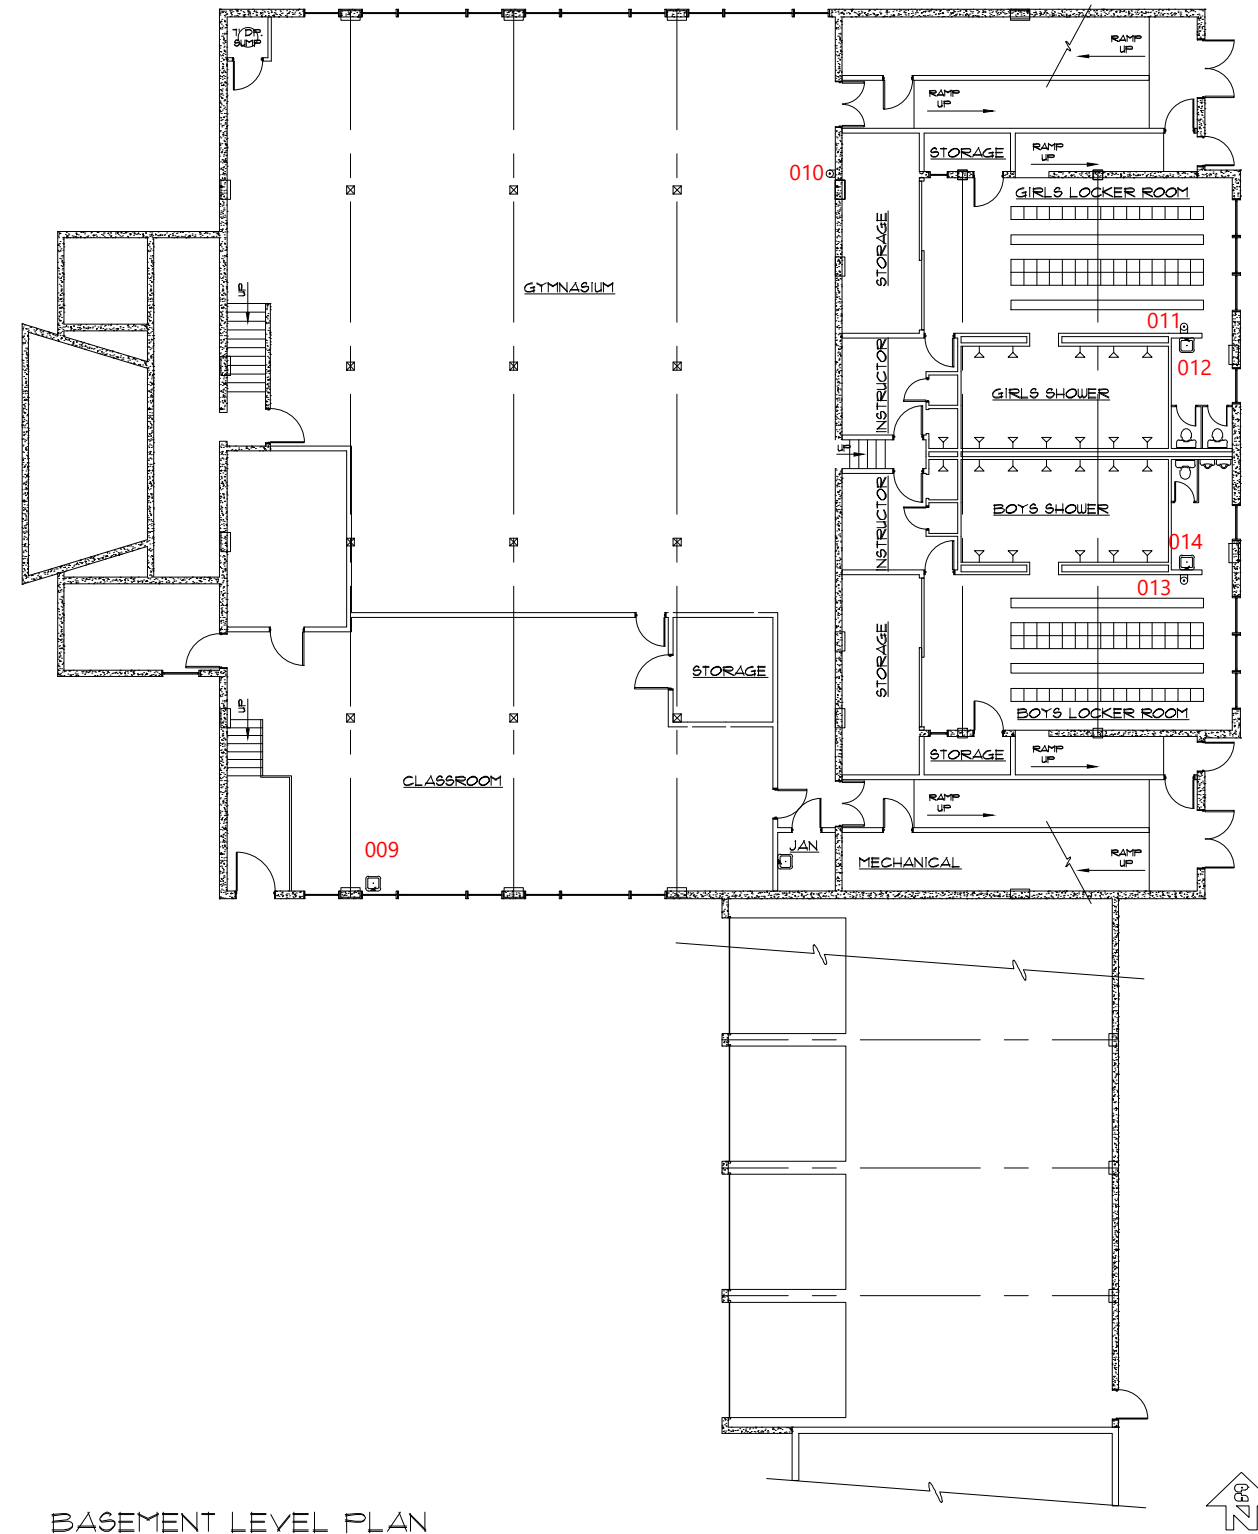 T/DR.
SUMP
RAMP
UP
RAMP
UP
STORAGE
RAMP
UP
010
GIRLS LOCKER ROOM
STORAGE
GYMNASIUM
UP
011
012
INSTRUCTOR
GIRLS SHOWER
UP
INSTRUCTOR
BOYS SHOWER
014
013
STORAGE
STORAGE
UP
BOYS LOCKER ROOM
STORAGE
RAMP
UP
CLASSROOM
RAMP
UP
009
JAN
MECHANICAL
RAMP
UP
BASEMENT LEVEL PLAN